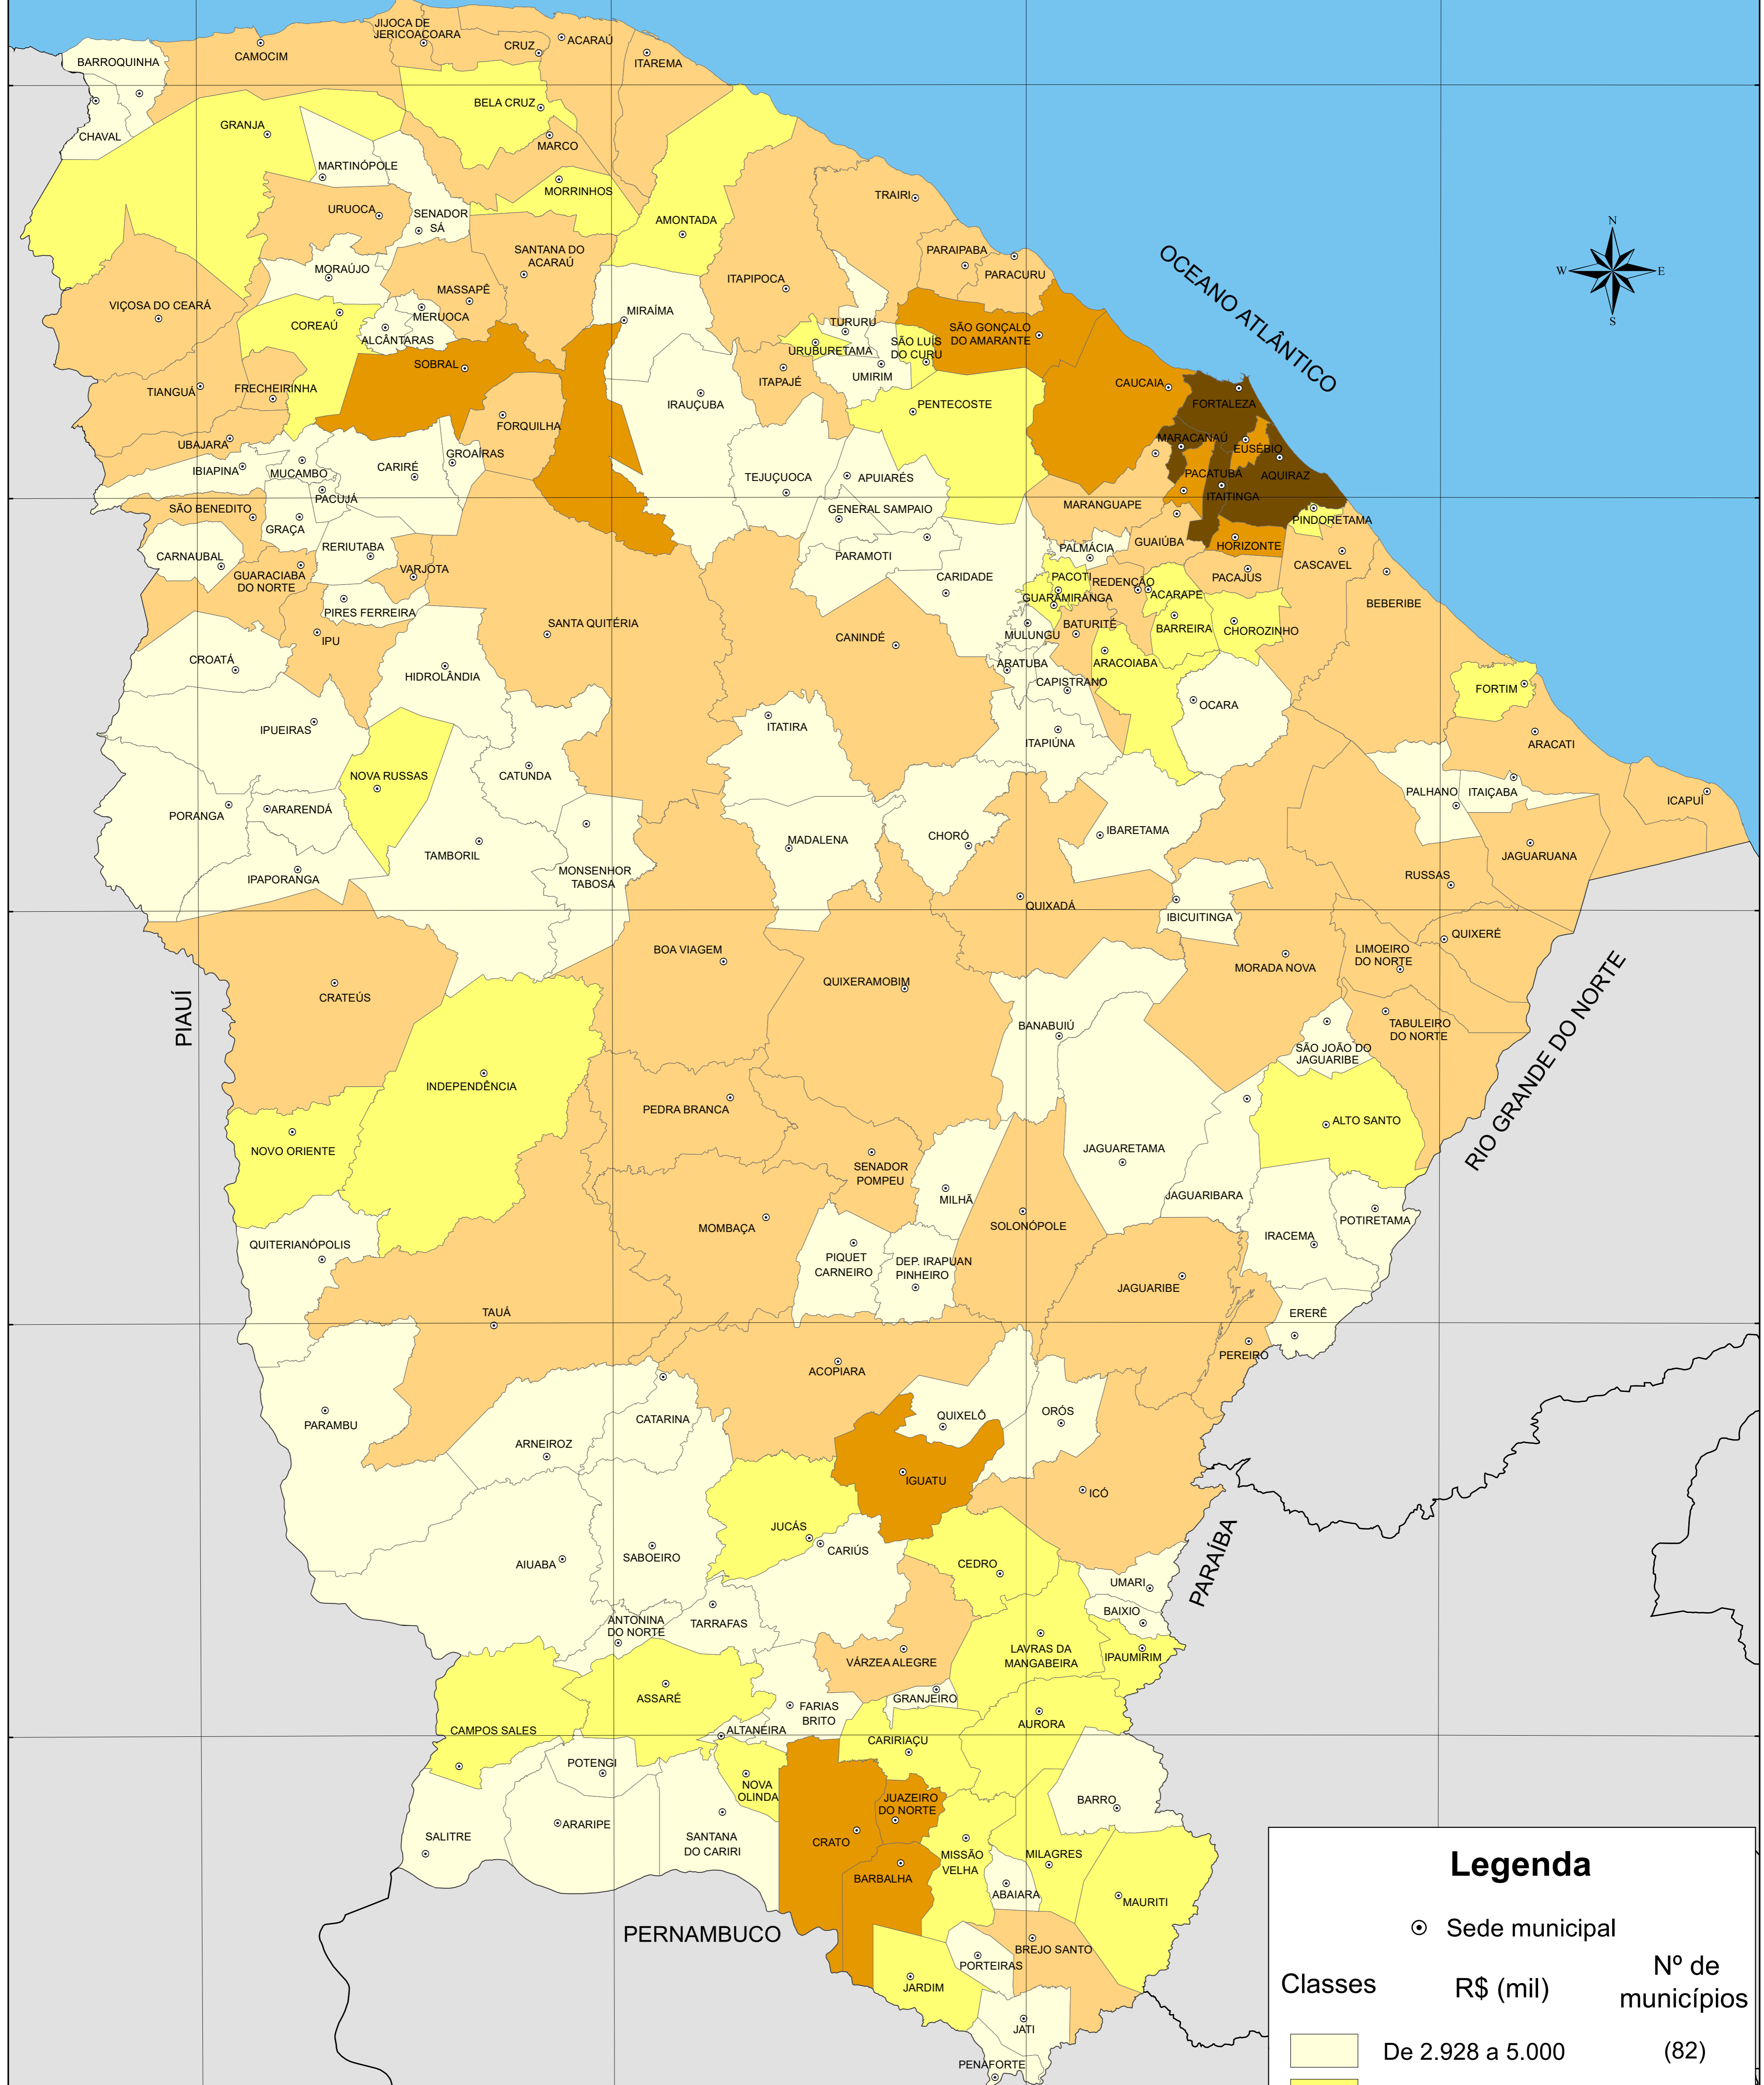 JIJOCA DE
JERICOACOARA
ACARAÚ
CRUZ
CAMOCIM
ITAREMA
BARROQUINHA
BELA CRUZ
GRANJA
CHAVAL
MARCO
MARTINÓPOLE
MORRINHOS
TRAIRI
URUOCA
SENADOR
SÁ
AMONTADA
N
W
E
S
OCEANO ATLÂNTICO
SANTANA DO
ACARAÚ
PARAIPABA
MORAÚJO
PARACURU
ITAPIPOCA
MASSAPÊ
VIÇOSA DO CEARÁ
MIRAÍMA
MERUOCA
COREAÚ
TURURU
SÃO GONÇALO
DO AMARANTE
ALCÂNTARAS
SÃO LUÍS
DO CURU
URUBURETAMA
SOBRAL
UMIRIM
ITAPAJÉ
CAUCAIA
TIANGUÁ
FRECHEIRINHA
IRAUÇUBA
PENTECOSTE
FORTALEZA
FORQUILHA
MARACANAÚ
UBAJARA
EUSÉBIO
GROAÍRAS
IBIAPINA
MUCAMBO
CARIRÉ
PACATUBA
AQUIRAZ
TEJUÇUOCA
APUIARÉS
PACUJÁ
ITAITINGA
MARANGUAPE
SÃO BENEDITO
GENERAL SAMPAIO
PINDORETAMA
GRAÇA
RERIUTABA
GUAIÚBA
HORIZONTE
PALMÁCIA
CARNAUBAL
PARAMOTI
CASCAVEL
VARJOTA
GUARACIABA
DO NORTE
CARIDADE
PACOTI
REDENÇÃO
PACAJUS
ACARAPE
GUARAMIRANGA
BEBERIBE
PIRES FERREIRA
SANTA QUITÉRIA
BATURITÉ
BARREIRA
CHOROZINHO
MULUNGU
CANINDÉ
IPU
CROATÁ
ARATUBA
ARACOIABA
HIDROLÂNDIA
CAPISTRANO
FORTIM
OCARA
ITATIRA
IPUEIRAS
ITAPIÚNA
ARACATI
NOVA RUSSAS
CATUNDA
PALHANO
ITAIÇABA
ICAPUÍ
ARARENDÁ
PORANGA
IBARETAMA
CHORÓ
MADALENA
TAMBORIL
JAGUARUANA
MONSENHOR
TABOSA
RUSSAS
IPAPORANGA
QUIXADÁ
IBICUITINGA
QUIXERÉ
BOA VIAGEM
LIMOEIRO
DO NORTE
MORADA NOVA
QUIXERAMOBIM
CRATEÚS
PIAUÍ
BANABUIÚ
TABULEIRO
DO NORTE
SÃO JOÃO DO
JAGUARIBE
RIO GRANDE DO NORTE
INDEPENDÊNCIA
PEDRA BRANCA
ALTO SANTO
NOVO ORIENTE
JAGUARETAMA
SENADOR
POMPEU
JAGUARIBARA
MILHÃ
POTIRETAMA
MOMBAÇA
SOLONÓPOLE
IRACEMA
QUITERIANÓPOLIS
PIQUET
CARNEIRO
DEP. IRAPUAN
PINHEIRO
JAGUARIBE
TAUÁ
ERERÊ
PEREIRO
ACOPIARA
ORÓS
QUIXELÔ
CATARINA
PARAMBU
ARNEIROZ
IGUATU
ICÓ
JUCÁS
CARIÚS
SABOEIRO
AIUABA
CEDRO
PARAÍBA
UMARI
BAIXIO
ANTONINA
DO NORTE
TARRAFAS
LAVRAS DA
MANGABEIRA
IPAUMIRIM
VÁRZEA ALEGRE
ASSARÉ
GRANJEIRO
FARIAS
BRITO
AURORA
CAMPOS SALES
ALTANEIRA
CARIRIAÇU
POTENGI
NOVA
OLINDA
JUAZEIRO
DO NORTE
BARRO
ARARIPE
SALITRE
SANTANA
DO CARIRI
CRATO
MISSÃO
VELHA
MILAGRES
BARBALHA
ABAIARA
MAURITI
PERNAMBUCO
BREJO SANTO
PORTEIRAS
JARDIM
JATI
PENAFORTE
Legenda
Sede municipal
Classes R$ (mil) Nº de
municípios
De 2.928 a 5.000 (82)